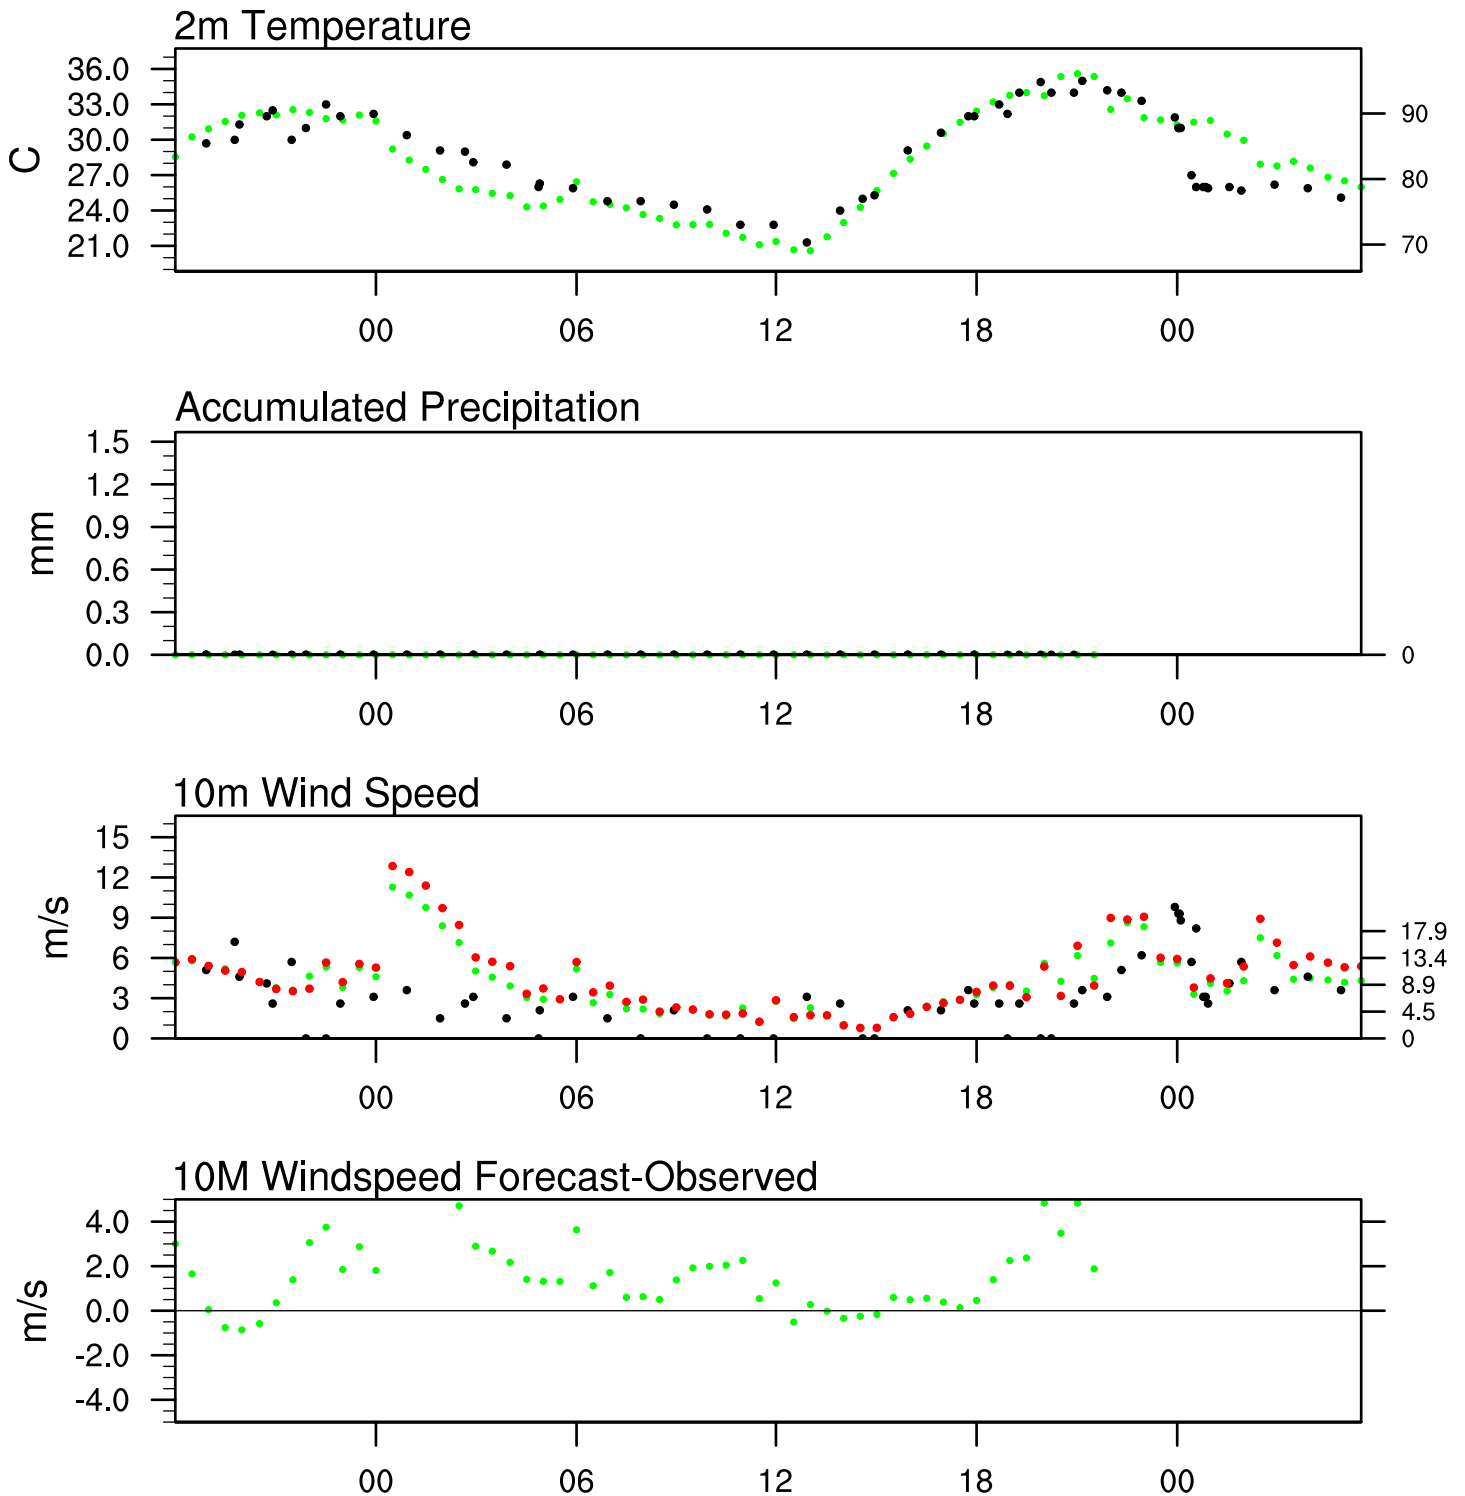 2m Temperature
36.0
33.0
30.0
27.0
24.0
21.0
C
90
80
70
00 06 12 18 00
Accumulated Precipitation
1.5
1.2
0.9
0.6
0.3
0.0
mm
0
00 06 12 18 00
10m Wind Speed
15
12
9
6
3
0
m/s
17.9
13.4
8.9
4.5
0
00 06 12 18 00
10M Windspeed Forecast-Observed
4.0
2.0
0.0
-2.0
-4.0
m/s
00 06 12 18 00